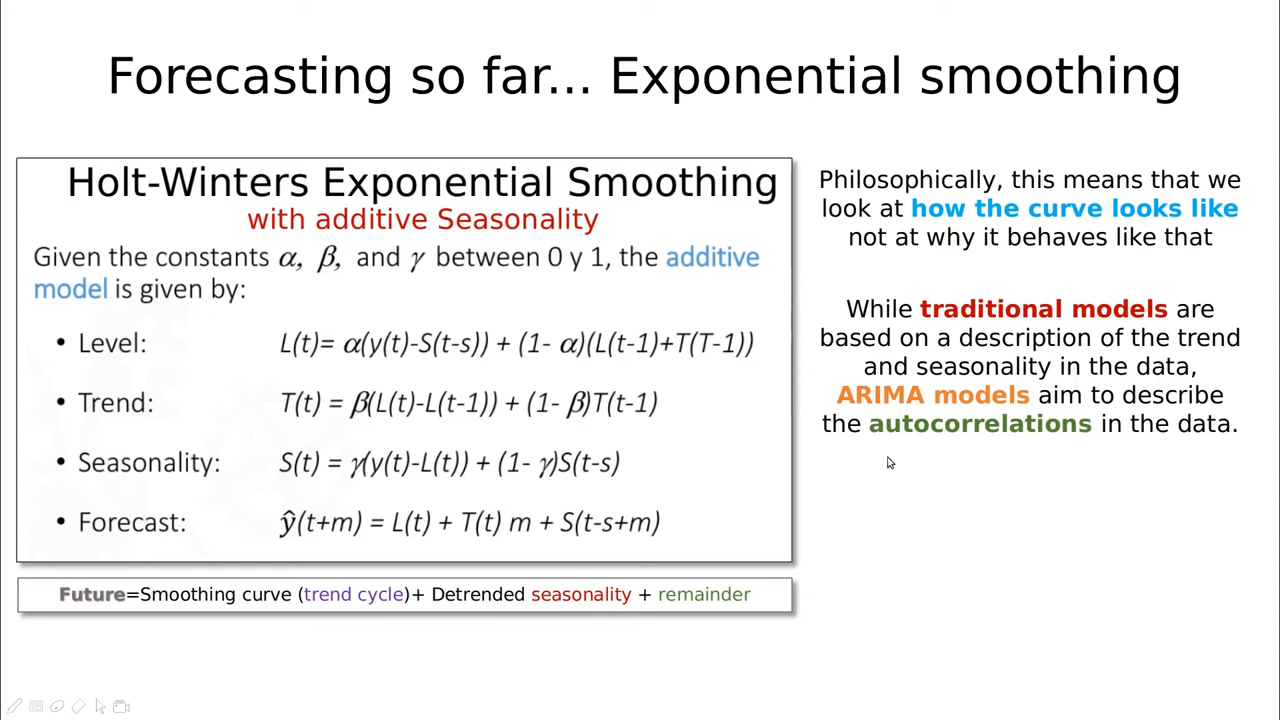 Forecasting so far... Exponential smoothing
Holt-Winters Exponential Smoothing
with additive Seasonality
Given the constants α, β, and γ between 0 y 1, the additive
model is given by:
• Level: L(t)= α(y(t)-S(t-s)) + (1- α)(L(t-1)+T(T-1))
• Trend: T(t) = β(L(t)-L(t-1)) + (1- β)T(t-1)
• Seasonality: S(t) = γ(y(t)-L(t)) + (1- γ)S(t-s)
• Forecast: ŷ(t+m) = L(t) + T(t) m + S(t-s+m)
Future=Smoothing curve (trend cycle)+ Detrended seasonality + remainder
Philosophically, this means that we
look at how the curve looks like
not at why it behaves like that
While traditional models are
based on a description of the trend
and seasonality in the data,
ARIMA models aim to describe
the autocorrelations in the data.